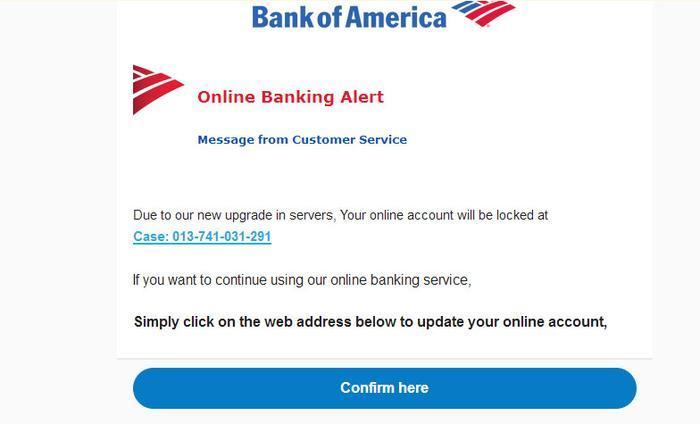 Bank of America
Online Banking Alert
Message from Customer Service
Due to our new upgrade in servers, Your online account will be locked at
Case: 013-741-031-291
If you want to continue using our online banking service,
Simply click on the web address below to update your online account,
Confirm here